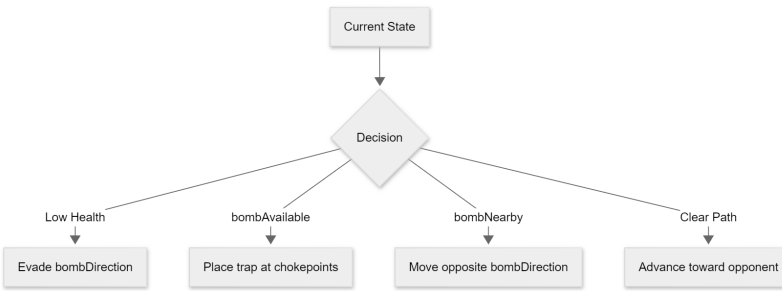 Current State
Decision
Low Health
bombAvailable
bombNearby
Clear Path
Evade bombDirection
Place trap at chokepoints
Move opposite bombDirection
Advance toward opponent